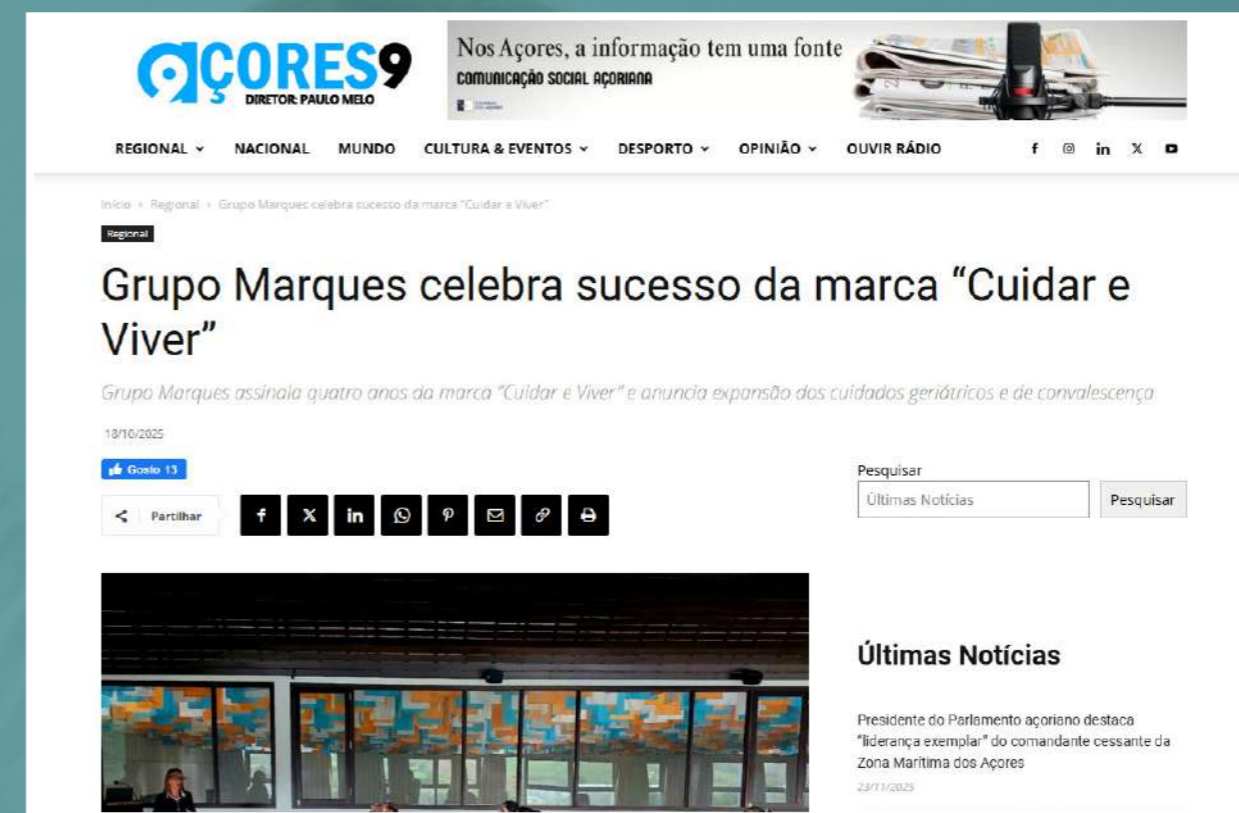 AÇORES9
DIRETOR: PAULO MELO
Nos Açores, a informação tem uma fonte
COMUNICAÇÃO SOCIAL AÇORIANA
REGIONAL
NACIONAL
MUNDO
CULTURA & EVENTOS
DESPORTO
OPINIÃO
OUVIR RÁDIO
Início
Regional
Grupo Marques celebra sucesso da marca "Cuidar e Viver"
Regional
Grupo Marques celebra sucesso da marca “Cuidar e
Viver”
Grupo Marques assinala quatro anos da marca “Cuidar e Viver” e anuncia expansão dos cuidados geriátricos e de convalescença
18/10/2025
Gosto 13
Partilhar
Pesquisar
Últimas Notícias
Pesquisar
Últimas Notícias
Presidente do Parlamento açoriano destaca
“liderança exemplar” do comandante cessante da
Zona Marítima dos Açores
23/11/2025